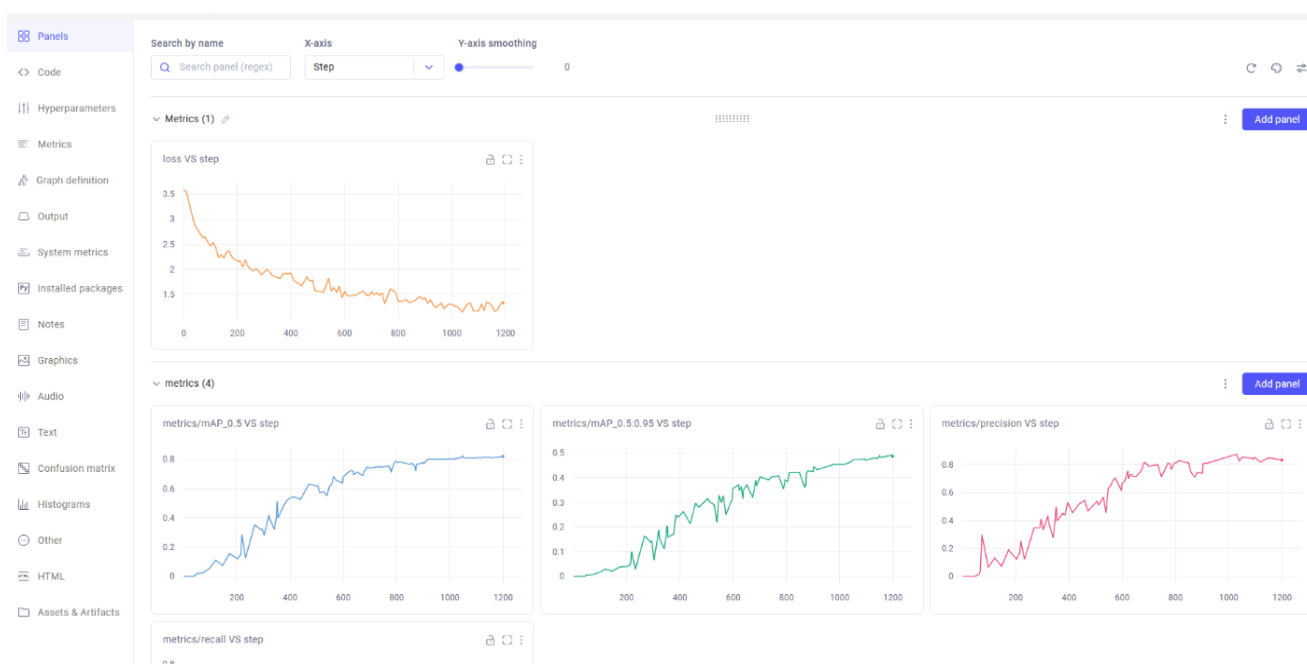 Panels
Code
Hyperparameters
Metrics
Graph definition
Output
System metrics
Py Installed packages
Notes
Graphics
Audio
Text
Confusion matrix
Histograms
Other
HTML HTML
Assets & Artifacts
Search by name
X-axis
Y-axis smoothing
Search panel (regex)
Step
0
Metrics (1)
Add panel
loss VS step
3.5
3
2.5
2
1.5
0 200 400 600 800 1000 1200
metrics (4)
Add panel
metrics/mAP_0.5 VS step
0.8
0.6
0.4
0.2
0
200 400 600 800 1000 1200
metrics/mAP_0.5:0.95 VS step
0.5
0.4
0.3
0.2
0.1
0
200 400 600 800 1000 1200
metrics/precision VS step
0.8
0.6
0.4
0.2
0
200 400 600 800 1000 1200
metrics/recall VS step
0.8